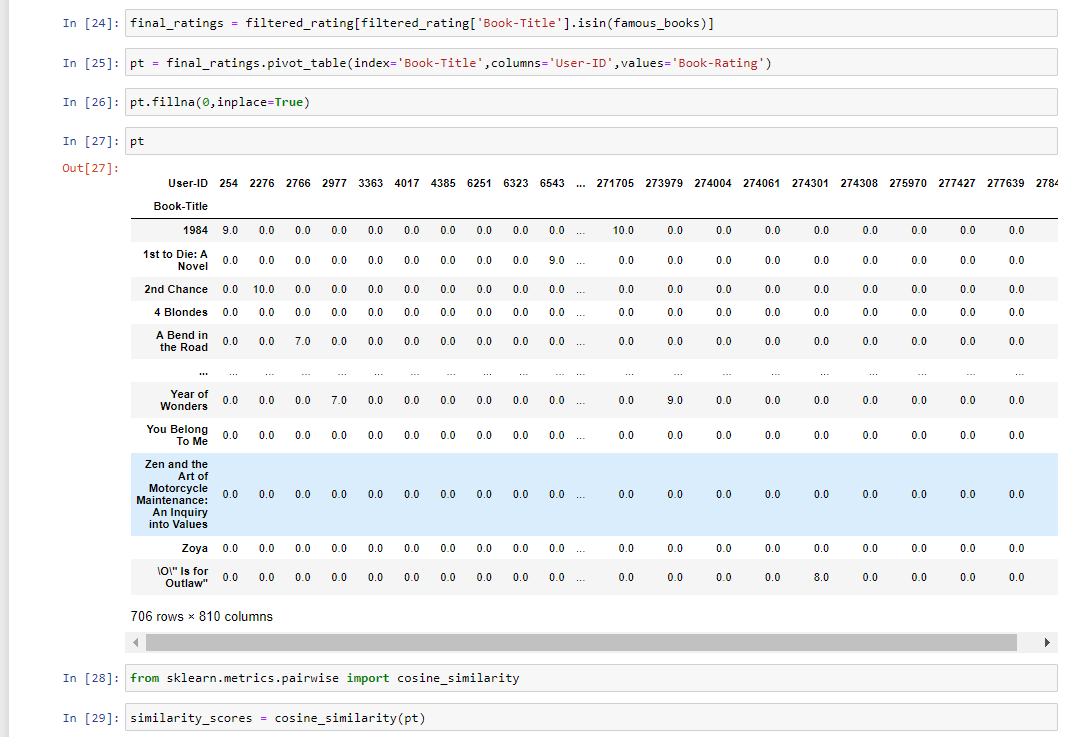 In [24]: final_ratings = filtered_rating[filtered_rating['Book-Title'].isin(famous_books)]
In [25]: pt = final_ratings.pivot_table(index='Book-Title',columns='User-ID',values='Book-Rating')
In [26]: pt.fillna(0,inplace=True)
In [27]: pt
Out[27]:
User-ID 254 2276 2766 2977 3363 4017 4385 6251 6323 6543 ... 271705 273979 274004 274061 274301 274308 275970 277427 277639 2784
Book-Title
1984 9.0 0.0 0.0 0.0 0.0 0.0 0.0 0.0 0.0 0.0 ... 10.0 0.0 0.0 0.0 0.0 0.0 0.0 0.0 0.0
1st to Die: A
Novel 0.0 0.0 0.0 0.0 0.0 0.0 0.0 0.0 0.0 9.0 ... 0.0 0.0 0.0 0.0 0.0 0.0 0.0 0.0 0.0
2nd Chance 0.0 10.0 0.0 0.0 0.0 0.0 0.0 0.0 0.0 0.0 ... 0.0 0.0 0.0 0.0 0.0 0.0 0.0 0.0 0.0
4 Blondes 0.0 0.0 0.0 0.0 0.0 0.0 0.0 0.0 0.0 0.0 ... 0.0 0.0 0.0 0.0 0.0 0.0 0.0 0.0 0.0
A Bend in
the Road 0.0 0.0 7.0 0.0 0.0 0.0 0.0 0.0 0.0 0.0 ... 0.0 0.0 0.0 0.0 0.0 0.0 0.0 0.0 0.0
... ... ... ... ... ... ... ... ... ... ... ... ... ... ... ... ... ... ... ... ...
Year of
Wonders 0.0 0.0 0.0 7.0 0.0 0.0 0.0 0.0 0.0 0.0 ... 0.0 9.0 0.0 0.0 0.0 0.0 0.0 0.0 0.0
You Belong
To Me 0.0 0.0 0.0 0.0 0.0 0.0 0.0 0.0 0.0 0.0 ... 0.0 0.0 0.0 0.0 0.0 0.0 0.0 0.0 0.0
Zen and the
Art of
Motorcycle
Maintenance: 0.0 0.0 0.0 0.0 0.0 0.0 0.0 0.0 0.0 0.0 ... 0.0 0.0 0.0 0.0 0.0 0.0 0.0 0.0 0.0
An Inquiry
into Values
Zoya 0.0 0.0 0.0 0.0 0.0 0.0 0.0 0.0 0.0 0.0 ... 0.0 0.0 0.0 0.0 0.0 0.0 0.0 0.0 0.0
\O\" Is for
Outlaw" 0.0 0.0 0.0 0.0 0.0 0.0 0.0 0.0 0.0 0.0 ... 0.0 0.0 0.0 0.0 8.0 0.0 0.0 0.0 0.0
706 rows × 810 columns
In [28]: from sklearn.metrics.pairwise import cosine_similarity
In [29]: similarity_scores = cosine_similarity(pt)